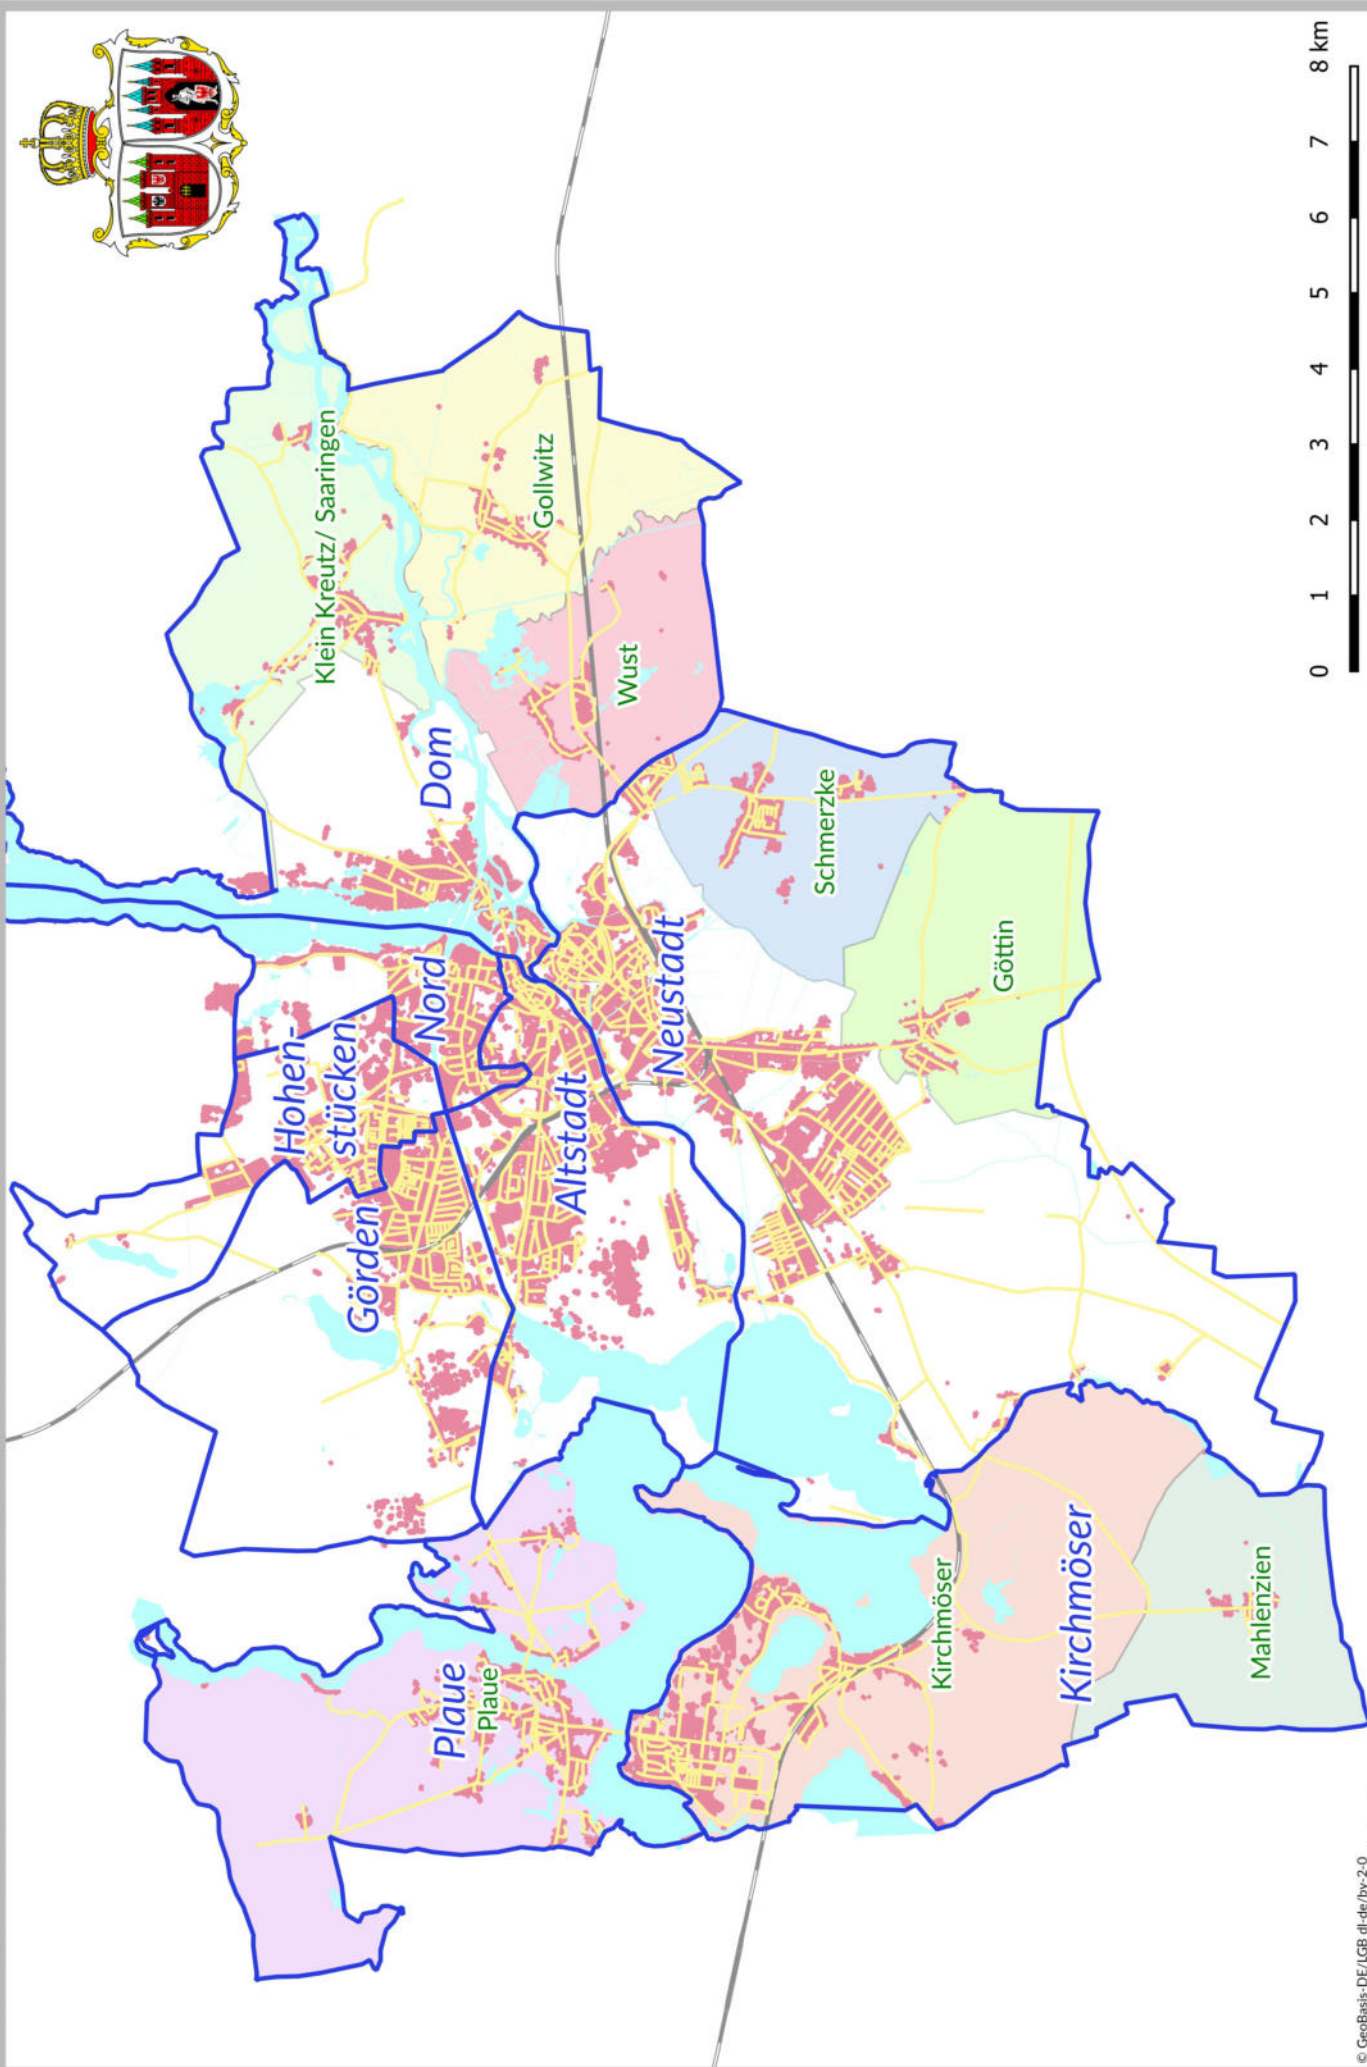 Hohen-
stücken
Görden
Nord
Dom
Klein Kreutz/ Saaringen
Plaue
Plaue
Altstadt
Gollwitz
Wust
Neustadt
Schmerzke
Göttin
Kirchmöser
Kirchmöser
Mahlenzien
0 1 2 3 4 5 6 7 8 km
© GeoBasis-DE/LGB dl-de/by-2-0